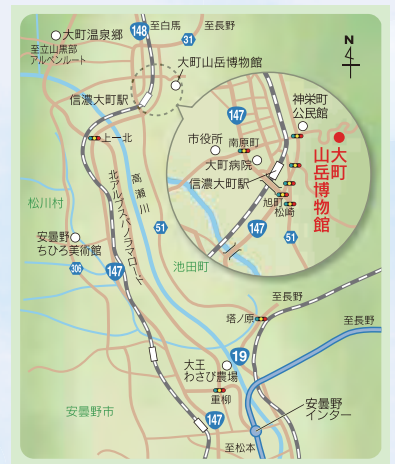 至白馬
至長野
148
31
N
4
大町温泉郷
至立山黒部
アルペンルート
大町山岳博物館
信濃大町駅
147
神栄町
公民館
市役所
南原町
大町病院
信濃大町駅
旭町
松崎
大町
山岳博物館
147
51
上一北
高瀬川
北アルプスパノラマロード
松川村
51
安曇野
ちひろ美術館
306
147
池田町
至長野
塔ノ原
至長野
19
大王
わさび農場
重柳
安曇野市
147
安曇野
インター
至松本